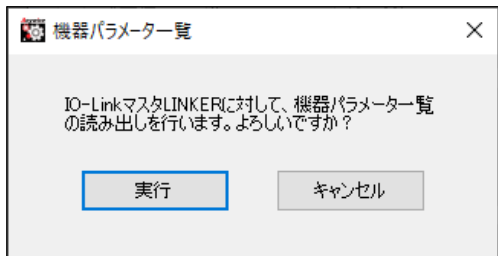 機器パラメータ一覧
IO-LinkマスタLINKERに対して、機器パラメータ一覧
の読み出しを行います。よろしいですか？
実行
キャンセル